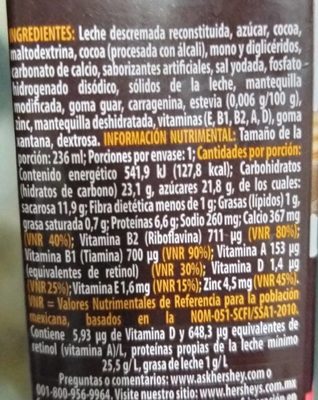 INGREDIENTES: Leche descremada reconstituida, azúcar, cocoa,
maltodextrina, cocoa (procesada con álcali), mono y diglicéridos,
carbonato de calcio, saborizantes artificiales, sal yodada, fosfato
hidrogenado disódico, sólidos de la leche, mantequilla
modificada, goma guar, carragenina, estevia (0,006 g/100 g),
zinc, mantequilla deshidratada, vitaminas (E, B1, B2, A, D), goma
xantana, dextrosa. INFORMACIÓN NUTRIMENTAL: Tamaño de la
porción: 236 ml; Porciones por envase: 1; Cantidades por porción:
Contenido energético 541,9 kJ (127,8 kcal); Carbohidratos
(hidratos de carbono) 23,1 g, azúcares 21,8 g, de los cuales:
sacarosa 11,9 g; Fibra dietética menos de 1 g; Grasas (lípidos) 1 g,
grasa saturada 0,7 g; Proteínas 6,6 g; Sodio 260 mg; Calcio 367 mg
(VNR 40%); Vitamina B2 (Riboflavina) 711 µg (VNR 80%);
Vitamina B1 (Tiamina) 700 µg (VNR 90%); Vitamina A 153 µg
(equivalentes de retinol) (VNR 30%); Vitamina D 1,4 µg
(VNR 25%); Vitamina E 1,6 mg (VNR 15%); Zinc 4,5 mg (VNR 45%).
VNR = Valores Nutrimentales de Referencia para la población
mexicana, basados en la NOM-051-SCFI/SSA1-2010.
Contiene 5,93 µg de Vitamina D y 648,3 µg equivalentes de
retinol (vitamina A)/L, proteínas propias de la leche mínimo
25,5 g/L, grasa de leche 1 g/L
Preguntas o comentarios: www.askhershey.com
01-800-956-9964. Visite nuestro sitio: www.hersheys.com.mx